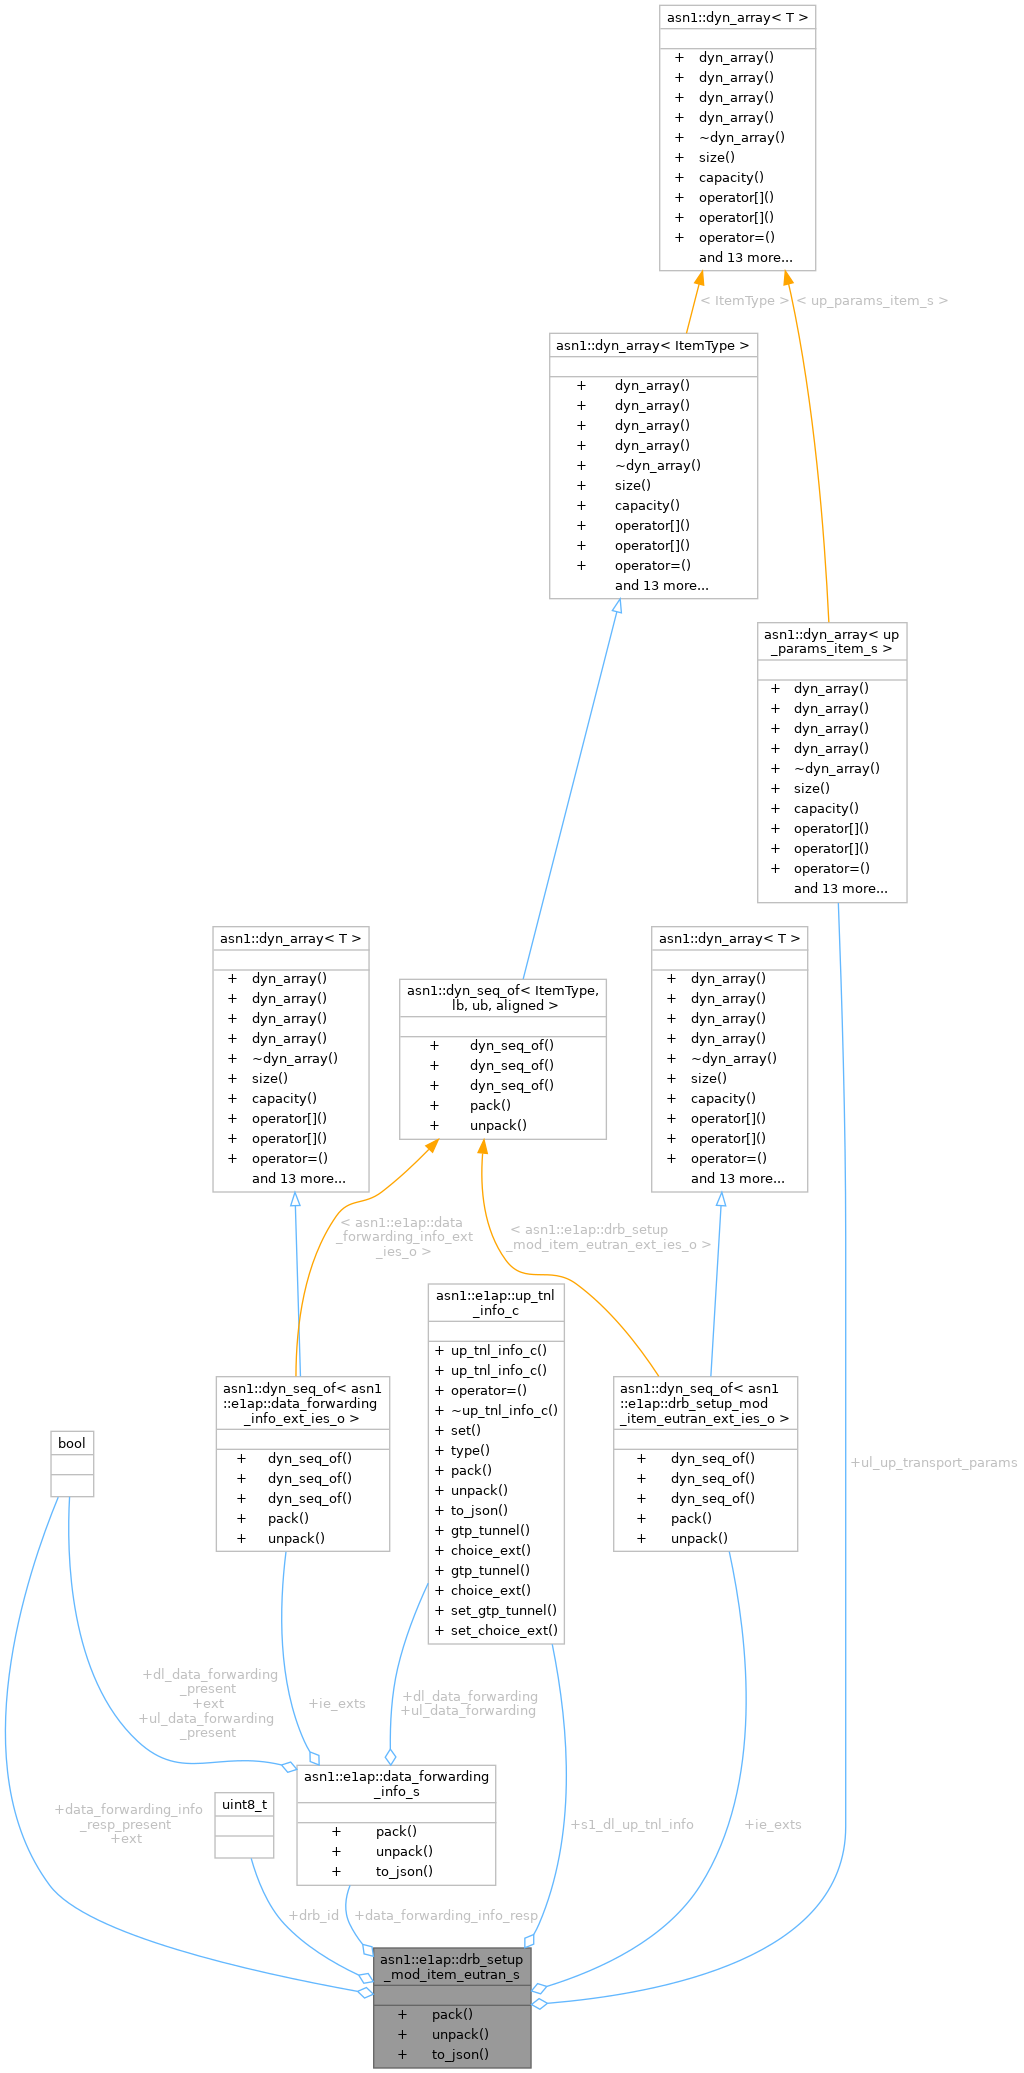 asn1::dyn_array< T >
+ dyn_array()
+ dyn_array()
+ dyn_array()
+ dyn_array()
+ ~dyn_array()
+ size()
+ capacity()
+ operator[]()
+ operator[]()
+ operator=()
and 13 more...
< ItemType >
< up_params_item_s >
asn1::dyn_array< ItemType >
+ dyn_array()
+ dyn_array()
+ dyn_array()
+ dyn_array()
+ ~dyn_array()
+ size()
+ capacity()
+ operator[]()
+ operator[]()
+ operator=()
and 13 more...
asn1::dyn_array< up
_params_item_s >
+ dyn_array()
+ dyn_array()
+ dyn_array()
+ dyn_array()
+ ~dyn_array()
+ size()
+ capacity()
+ operator[]()
+ operator[]()
+ operator=()
and 13 more...
asn1::dyn_array< T >
+ dyn_array()
+ dyn_array()
+ dyn_array()
+ dyn_array()
+ ~dyn_array()
+ size()
+ capacity()
+ operator[]()
+ operator[]()
+ operator=()
and 13 more...
asn1::dyn_seq_of< ItemType,
lb, ub, aligned >
+ dyn_seq_of()
+ dyn_seq_of()
+ dyn_seq_of()
+ pack()
+ unpack()
asn1::dyn_array< T >
+ dyn_array()
+ dyn_array()
+ dyn_array()
+ dyn_array()
+ ~dyn_array()
+ size()
+ capacity()
+ operator[]()
+ operator[]()
+ operator=()
and 13 more...
< asn1::e1ap::data
_forwarding_info_ext
_ies_o >
< asn1::e1ap::drb_setup
_mod_item_eutran_ext_ies_o >
asn1::e1ap::up_tnl
_info_c
+ up_tnl_info_c()
+ up_tnl_info_c()
+ operator=()
+ ~up_tnl_info_c()
+ set()
+ type()
+ pack()
+ unpack()
+ to_json()
+ gtp_tunnel()
+ choice_ext()
+ gtp_tunnel()
+ choice_ext()
+ set_gtp_tunnel()
+ set_choice_ext()
asn1::dyn_seq_of< asn1
::e1ap::data_forwarding
_info_ext_ies_o >
+ dyn_seq_of()
+ dyn_seq_of()
+ dyn_seq_of()
+ pack()
+ unpack()
asn1::dyn_seq_of< asn1
::e1ap::drb_setup_mod
_item_eutran_ext_ies_o >
+ dyn_seq_of()
+ dyn_seq_of()
+ dyn_seq_of()
+ pack()
+ unpack()
bool
+ul_up_transport_params
+dl_data_forwarding
_present
+ext
+ul_data_forwarding
_present
+ie_exts
+dl_data_forwarding
+ul_data_forwarding
asn1::e1ap::data_forwarding
_info_s
+ pack()
+ unpack()
+ to_json()
uint8_t
+data_forwarding_info
_resp_present
+ext
+s1_dl_up_tnl_info
+ie_exts
+drb_id
+data_forwarding_info_resp
asn1::e1ap::drb_setup
_mod_item_eutran_s
+ pack()
+ unpack()
+ to_json()